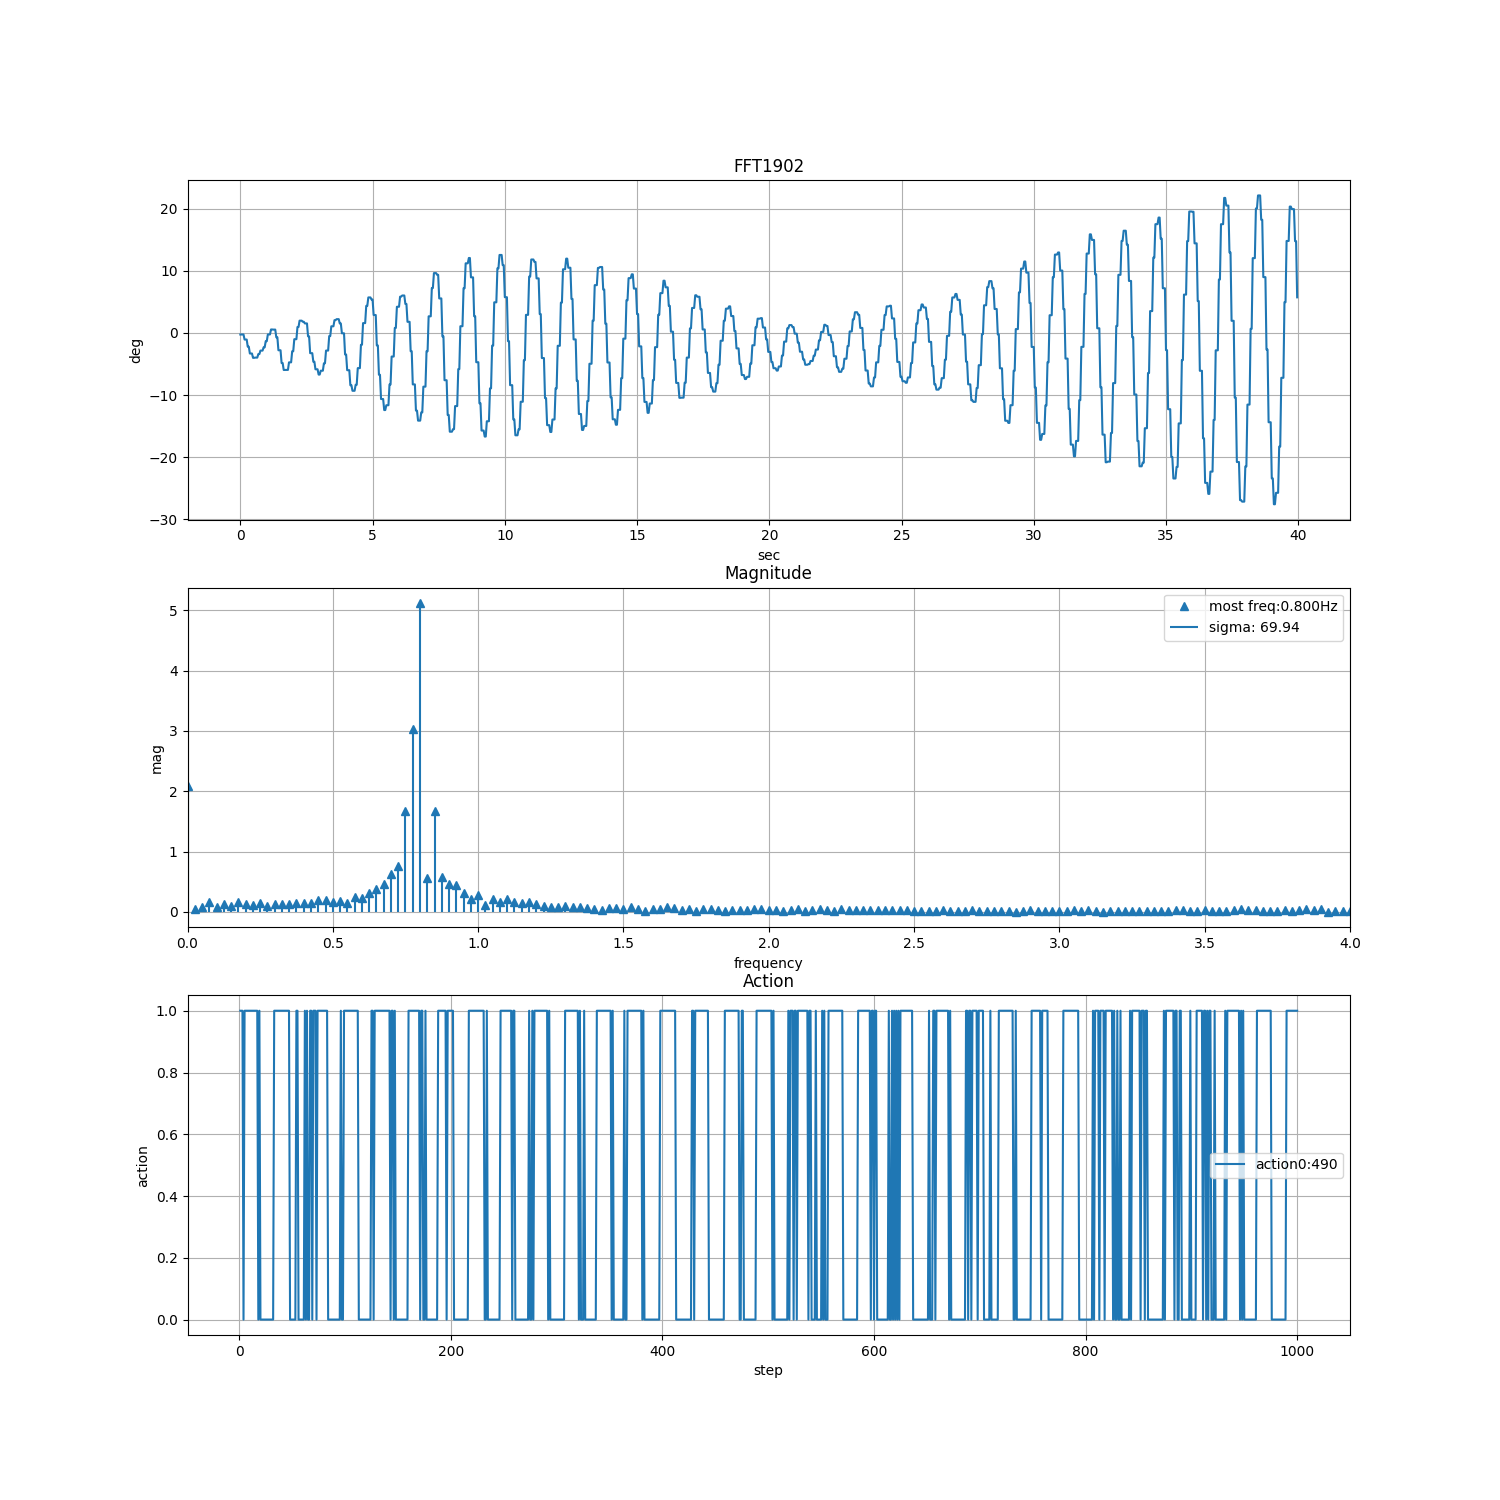 FFT1902
20
10
0
−10
−20
−30
deg
0 5 10 15 20 25 30 35 40
sec
Magnitude
most freq:0.800Hz
sigma: 69.94
5
4
3
2
1
0
mag
0.0 0.5 1.0 1.5 2.0 2.5 3.0 3.5 4.0
frequency
Action
1.0
0.8
0.6
0.4
0.2
0.0
action
action0:490
0 200 400 600 800 1000
step